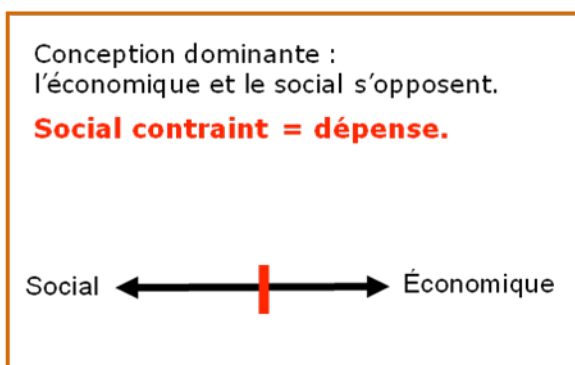 Conception dominante :
l’économique et le social s’opposent.
Social contraint = dépense.
Social
Économique